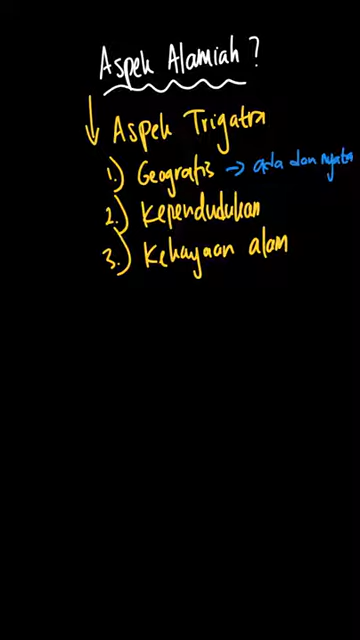 Aspek Alamiah ?
↓ Aspek Trigatra
1.) Geografis → ada dan nyata
2.) Kependudukan
3.) Kekayaan alam